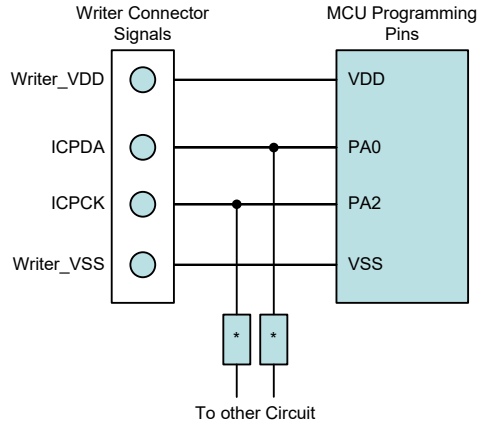 Writer Connector
Signals
MCU Programming
Pins
Writer_VDD
VDD
ICPDA
PA0
ICPCK
PA2
Writer_VSS
VSS
*
*
To other Circuit